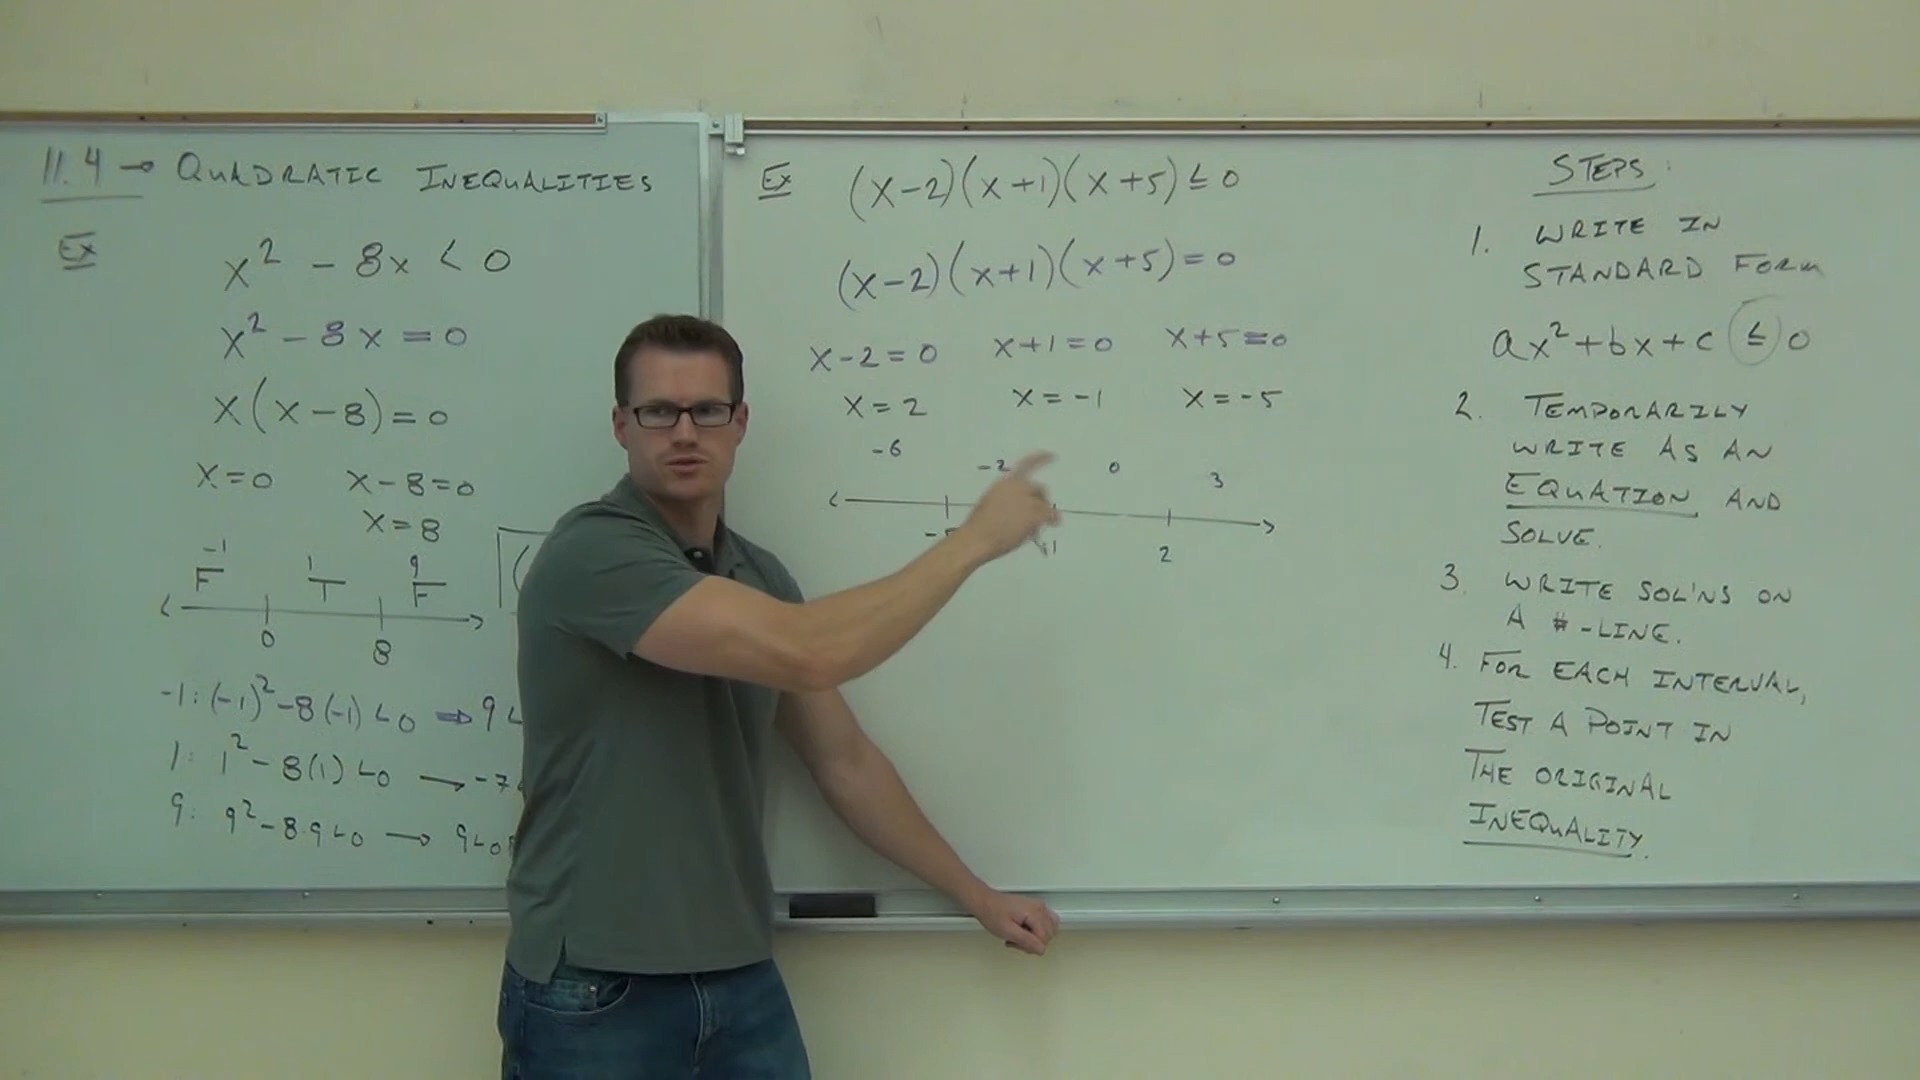 11.4 → QUADRATIC INEQUALITIES
Ex
x² - 8x < 0
x² - 8x = 0
x(x-8) = 0
x=0 x-8=0
x=8
-1 1 9
F T F
0 8
-1: (-1)²-8(-1)<0 ⇒ 9<
1: 1²-8(1)<0 → -7
9: 9²-8·9<0 → 9<0
Ex (x-2)(x+1)(x+5) ≤ 0
(x-2)(x+1)(x+5) = 0
x-2=0 x+1=0 x+5=0
x=2 x=-1 x=-5
-6 -2 0 3
2
STEPS:
1. WRITE IN
STANDARD FORM
ax²+bx+c ≤ 0
2. TEMPORARILY
WRITE AS AN
EQUATION AND
SOLVE.
3. WRITE SOL'NS ON
A #-LINE.
4. FOR EACH INTERVAL,
TEST A POINT IN
THE ORIGINAL
INEQUALITY.